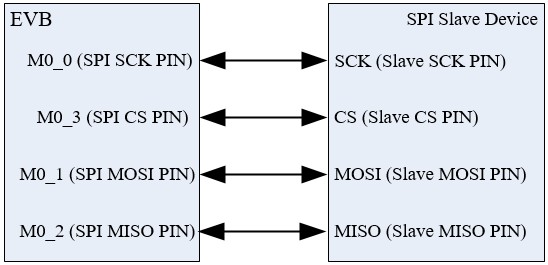 EVB
SPI Slave Device
M0_0 (SPI SCK PIN)
SCK (Slave SCK PIN)
M0_3 (SPI CS PIN)
CS (Slave CS PIN)
M0_1 (SPI MOSI PIN)
MOSI (Slave MOSI PIN)
M0_2 (SPI MISO PIN)
MISO (Slave MISO PIN)